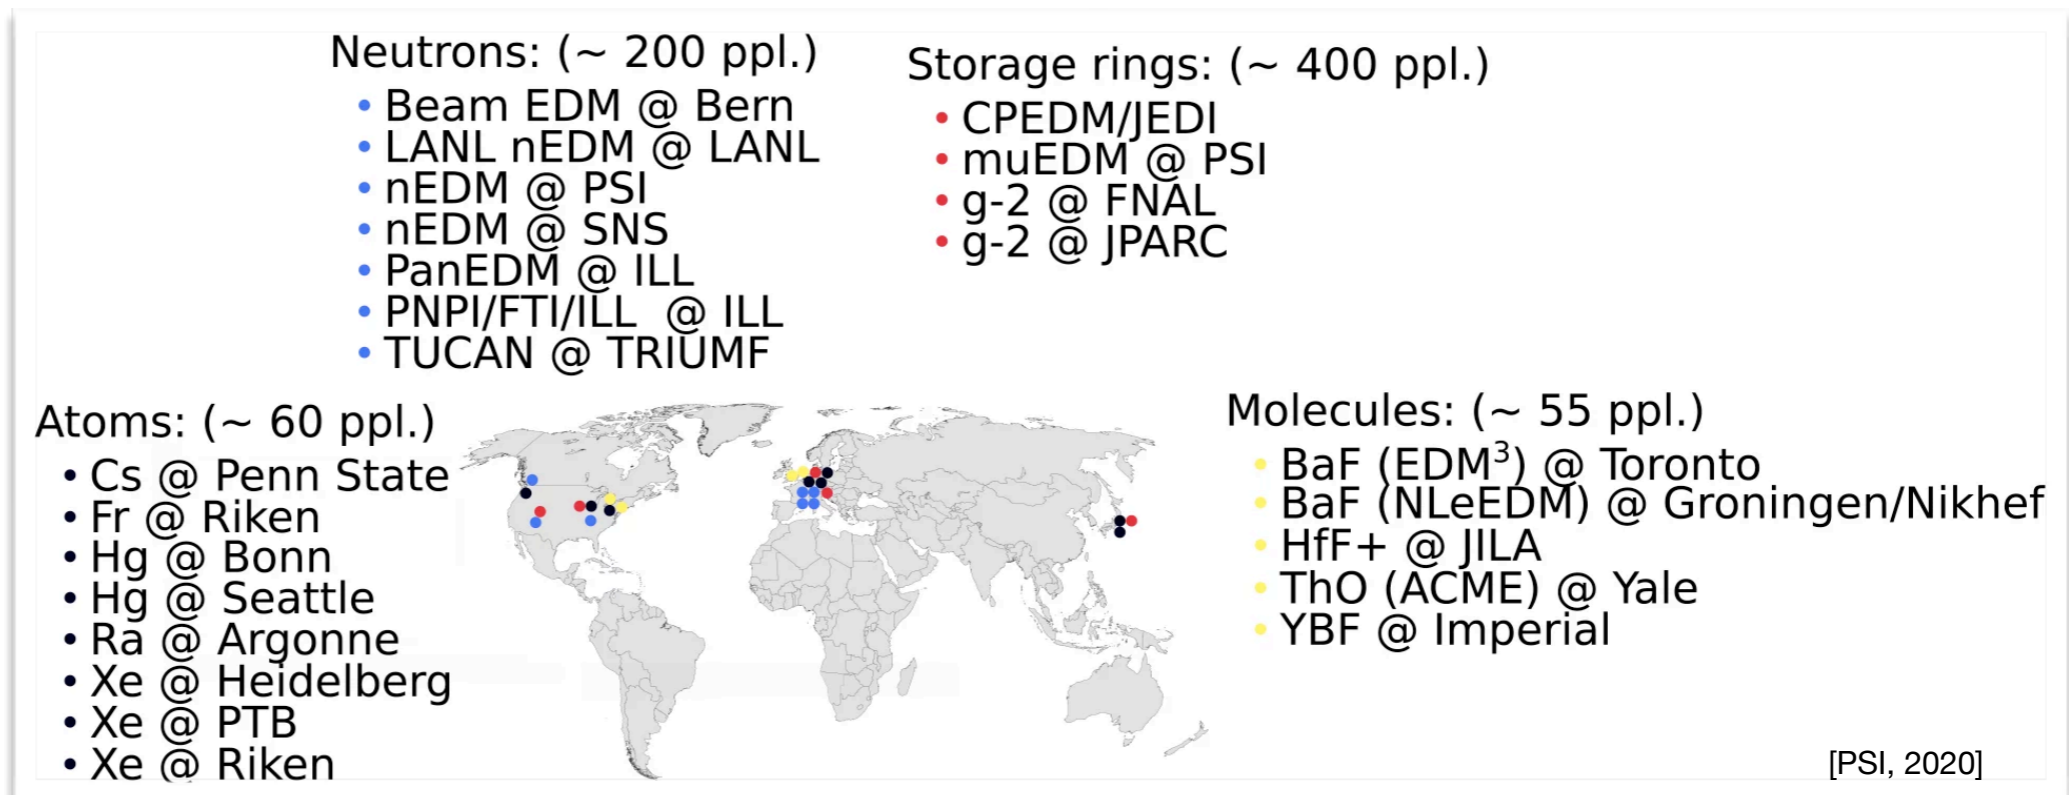 Neutrons: (~ 200 ppl.)
• Beam EDM @ Bern
• LANL nEDM @ LANL
• nEDM @ PSI
• nEDM @ SNS
• PanEDM @ ILL
• PNPI/FTI/ILL @ ILL
• TUCAN @ TRIUMF
Storage rings: (~ 400 ppl.)
• CPEDM/JEDI
• muEDM @ PSI
• g-2 @ FNAL
• g-2 @ JPARC
Atoms: (~ 60 ppl.)
• Cs @ Penn State
• Fr @ Riken
• Hg @ Bonn
• Hg @ Seattle
• Ra @ Argonne
• Xe @ Heidelberg
• Xe @ PTB
• Xe @ Riken
Molecules: (~ 55 ppl.)
• BaF (EDM³) @ Toronto
• BaF (NLeEDM) @ Groningen/Nikhef
• HfF+ @ JILA
• ThO (ACME) @ Yale
• YBF @ Imperial
[PSI, 2020]